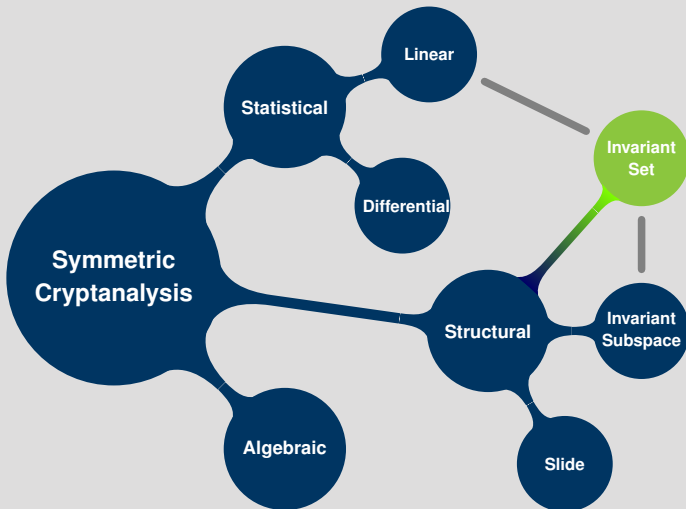 Linear
Statistical
Invariant
Set
Differential
Symmetric
Cryptanalysis
Structural
Invariant
Subspace
Algebraic
Slide